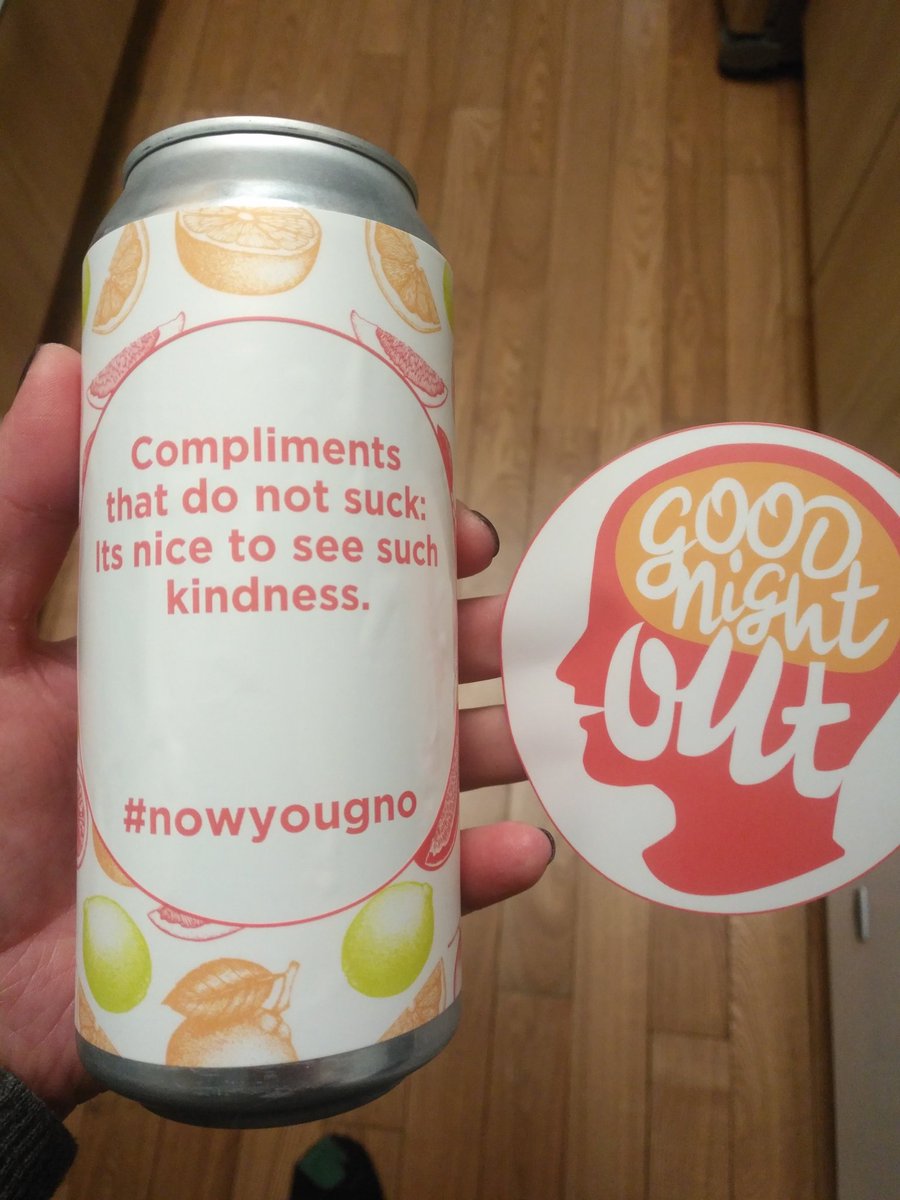 Compliments
that do not suck:
Its nice to see such
kindness.
#nowyougno
GOOD
night
Out